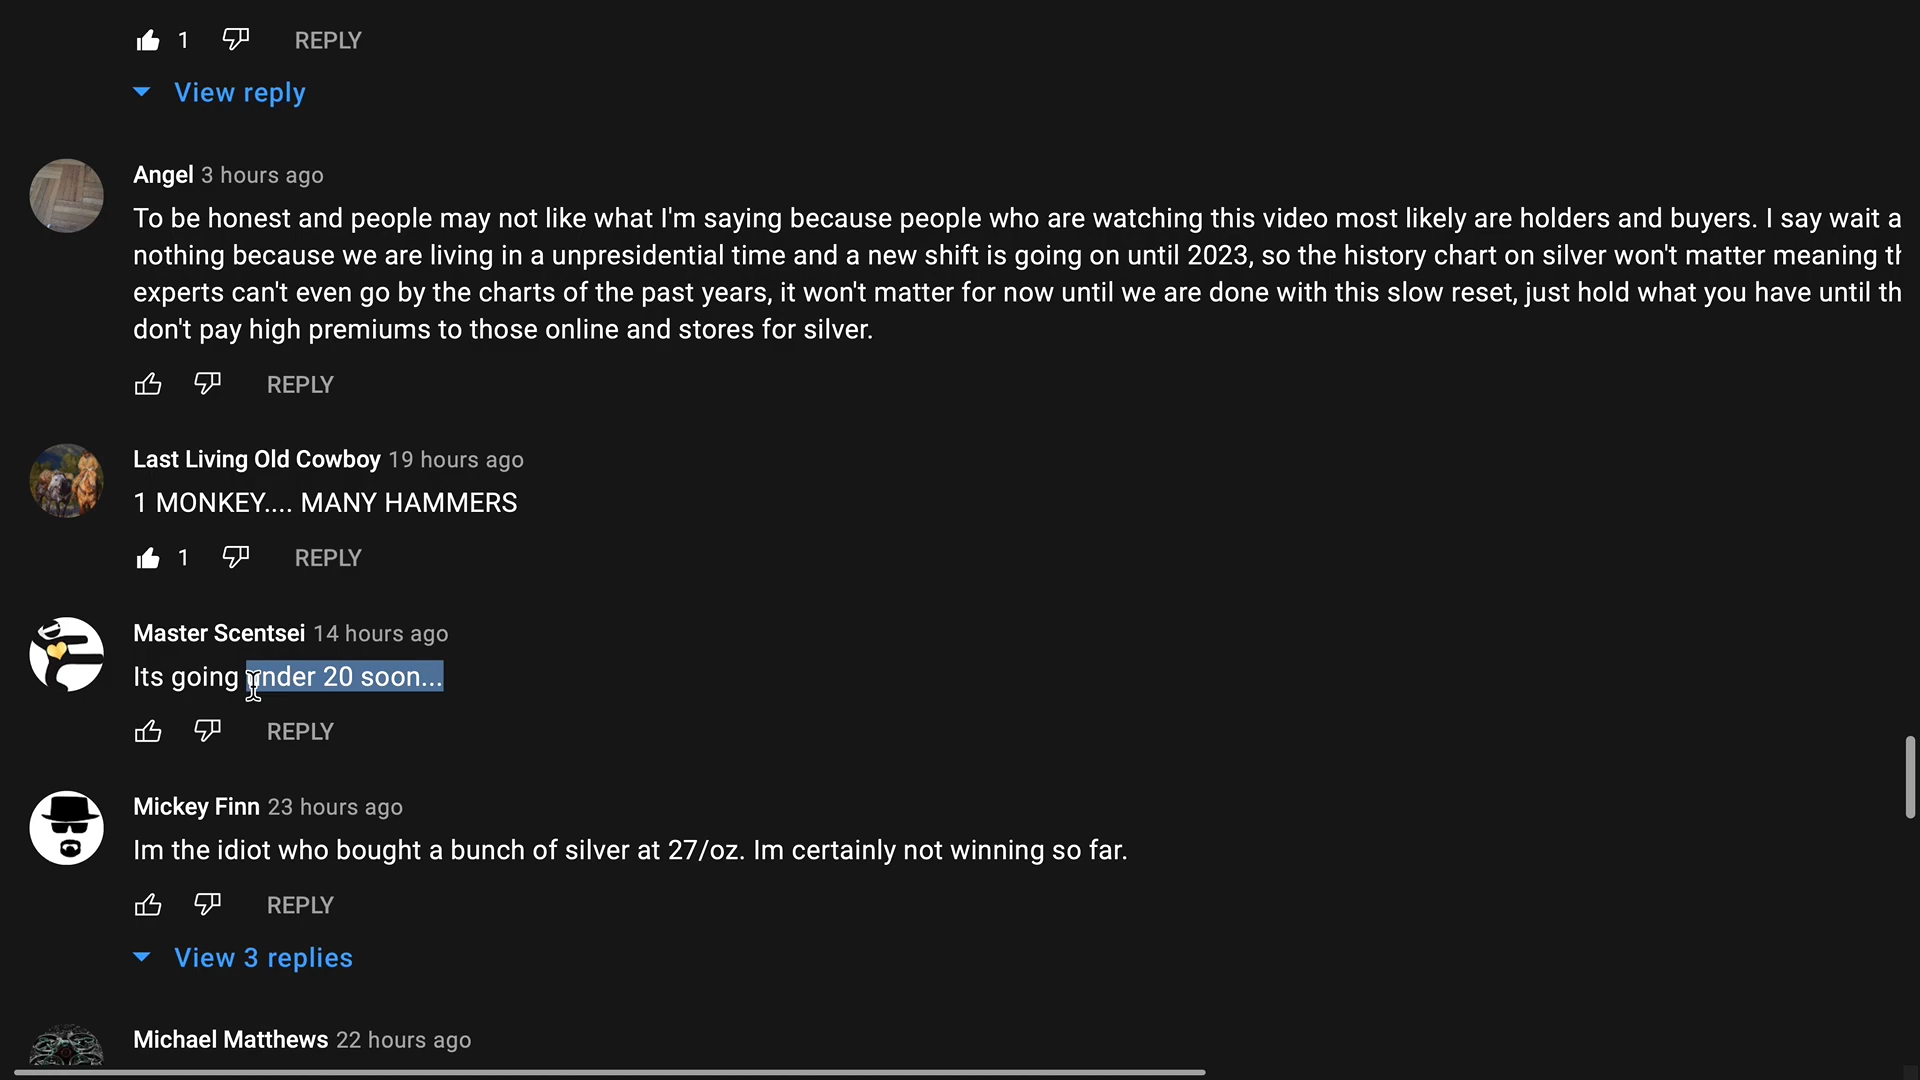 1 REPLY
View reply
Angel 3 hours ago
To be honest and people may not like what I'm saying because people who are watching this video most likely are holders and buyers. I say wait a
nothing because we are living in a unpresidential time and a new shift is going on until 2023, so the history chart on silver won't matter meaning th
experts can't even go by the charts of the past years, it won't matter for now until we are done with this slow reset, just hold what you have until th
don't pay high premiums to those online and stores for silver.
REPLY
Last Living Old Cowboy 19 hours ago
1 MONKEY.... MANY HAMMERS
1 REPLY
Master Scentsei 14 hours ago
Its going under 20 soon...
REPLY
Mickey Finn 23 hours ago
Im the idiot who bought a bunch of silver at 27/oz. Im certainly not winning so far.
REPLY
View 3 replies
Michael Matthews 22 hours ago